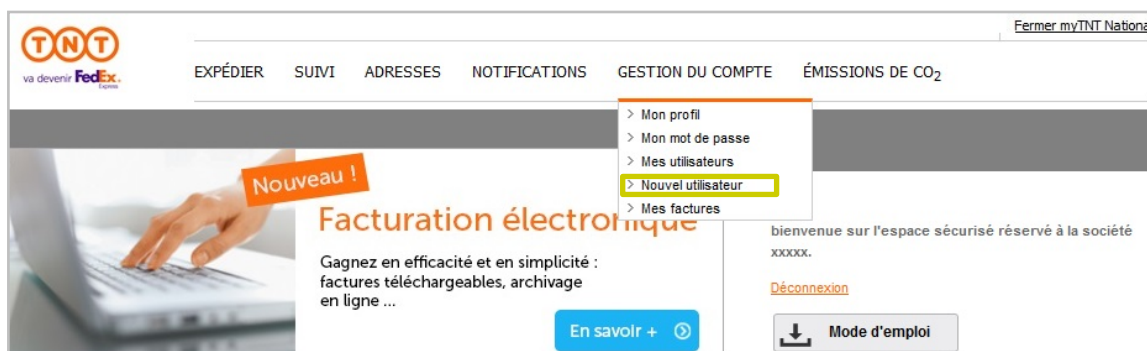 Fermer myTNT Nationa
TNT
va devenir FedEx.
Express
EXPÉDIER SUIVI ADRESSES NOTIFICATIONS GESTION DU COMPTE ÉMISSIONS DE CO2
> Mon profil
> Mon mot de passe
> Mes utilisateurs
> Nouvel utilisateur
> Mes factures
Nouveau !
Facturation électronique
Gagnez en efficacité et en simplicité :
factures téléchargeables, archivage
en ligne ...
En savoir +
bienvenue sur l'espace sécurisé réservé à la société
xxxxx.
Déconnexion
Mode d'emploi